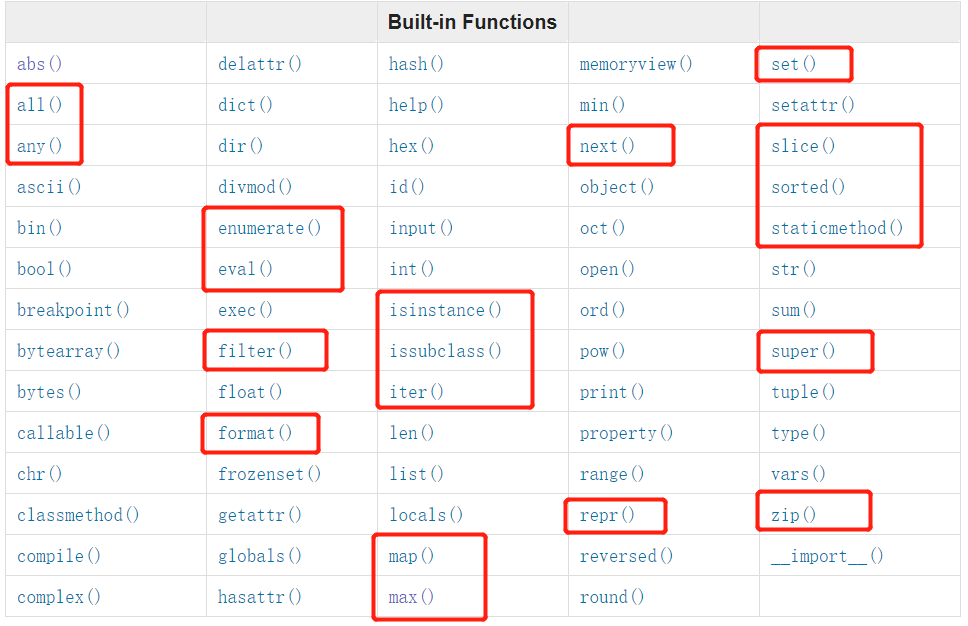 Built-in Functions
abs() delattr() hash() memoryview() set()
all() dict() help() min() setattr()
any() dir() hex() next() slice()
ascii() divmod() id() object() sorted()
bin() enumerate() input() oct() staticmethod()
bool() eval() int() open() str()
breakpoint() exec() isinstance() ord() sum()
bytearray() filter() issubclass() pow() super()
bytes() float() iter() print() tuple()
callable() format() len() property() type()
chr() frozenset() list() range() vars()
classmethod() getattr() locals() repr() zip()
compile() globals() map() reversed() __import__()
complex() hasattr() max() round()